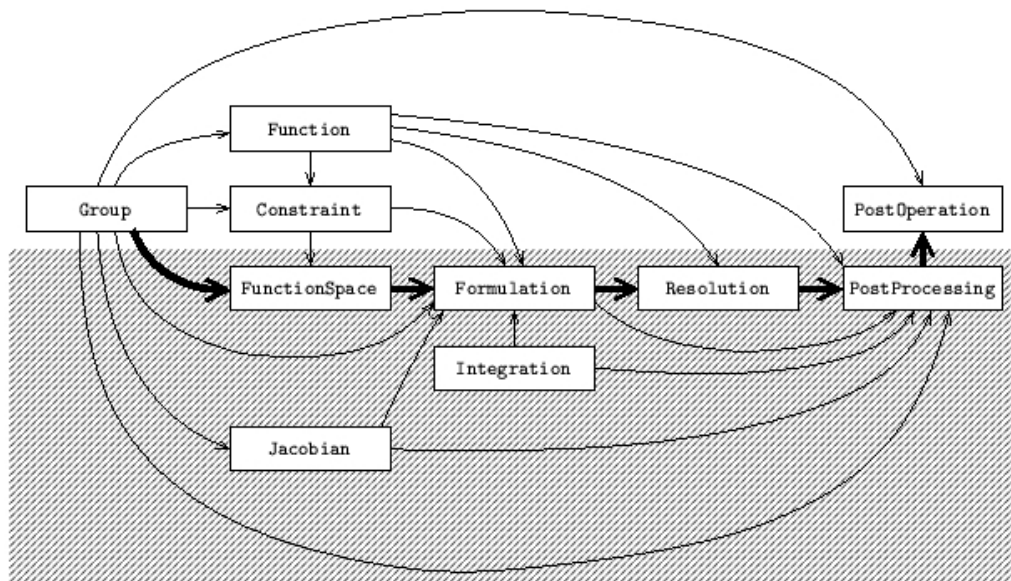 Function
Group
Constraint
PostOperation
FunctionSpace
Formulation
Resolution
PostProcessing
Integration
Jacobian